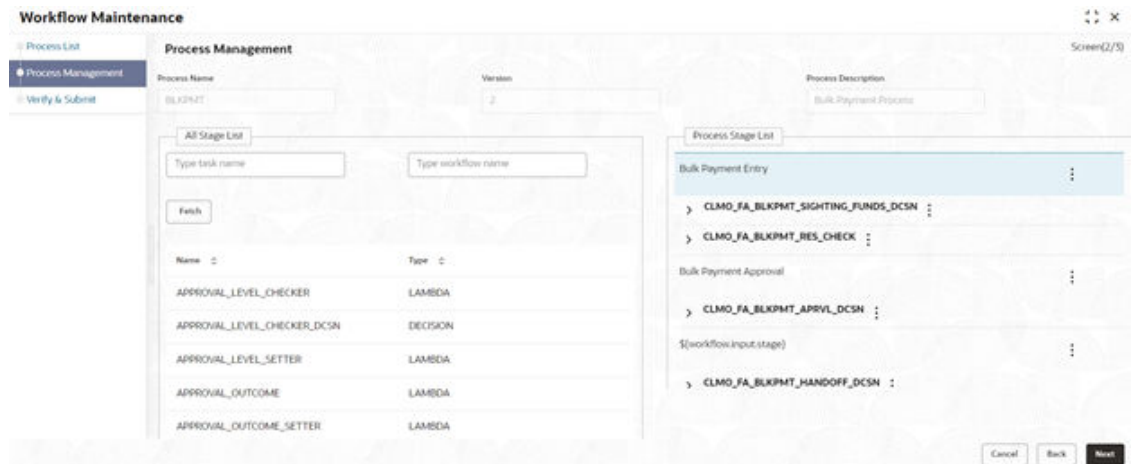 Workflow Maintenance
Process List
Process Management
Verify & Submit
Process Management
Screen(2/3)
Process Name
Version
Process Description
BLKPMT
2
Bulk Payment Process
All Stage List
Type task name
Type workflow name
Fetch
Name
Type
APPROVAL_LEVEL_CHECKER
LAMBDA
APPROVAL_LEVEL_CHECKER_DCSN
DECISION
APPROVAL_LEVEL_SETTER
LAMBDA
APPROVAL_OUTCOME
LAMBDA
APPROVAL_OUTCOME_SETTER
LAMBDA
Process Stage List
Bulk Payment Entry
CLMO_FA_BLKPMT_SIGHTING_FUNDS_DCSN
CLMO_FA_BLKPMT_RES_CHECK
Bulk Payment Approval
CLMO_FA_BLKPMT_APRVL_DCSN
${workflow.input.stage}
CLMO_FA_BLKPMT_HANDOFF_DCSN
Cancel
Back
Next